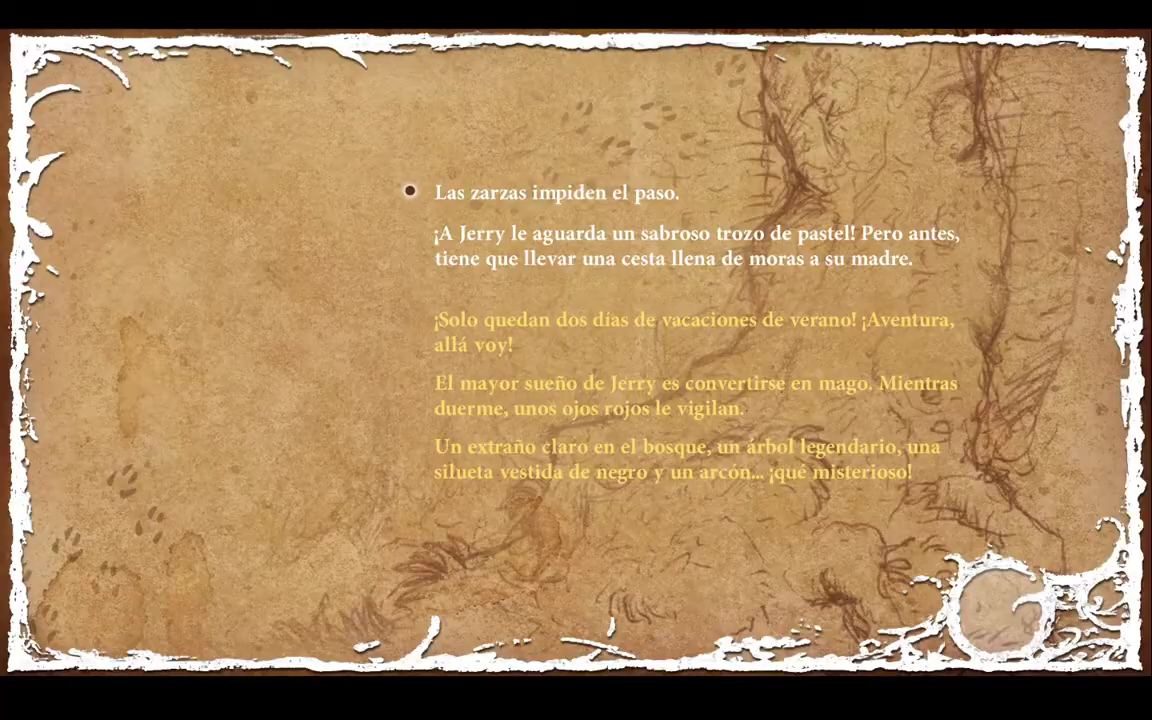 Las zarzas impiden el paso.
¡A Jerry le aguarda un sabroso trozo de pastel! Pero antes,
tiene que llevar una cesta llena de moras a su madre.
¡Solo quedan dos días de vacaciones de verano! ¡Aventura,
allá voy!
El mayor sueño de Jerry es convertirse en mago. Mientras
duerme, unos ojos rojos le vigilan.
Un extraño claro en el bosque, un árbol legendario, una
silueta vestida de negro y un arcón... ¡qué misterioso!